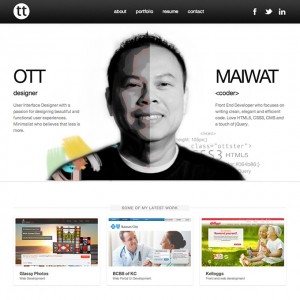 tt about portfolio resume contact
OTT
designer
User Interface Designer with a
passion for designing beautiful and
functional user experiences.
Minimalist who believes that less is
more.
MAIWAT
<coder>
Front End Developer who focuses on
writing clean, elegant and efficient
code. Love HTML5, CSS3, CMS and
a touch of jQuery.
class="ottster">
CSS3 HTML5
SOME OF MY LATEST WORK
Glossy Photos
Web Design
BCBS of KC
Web Portal UI Development
Kelloggs
Front end web development